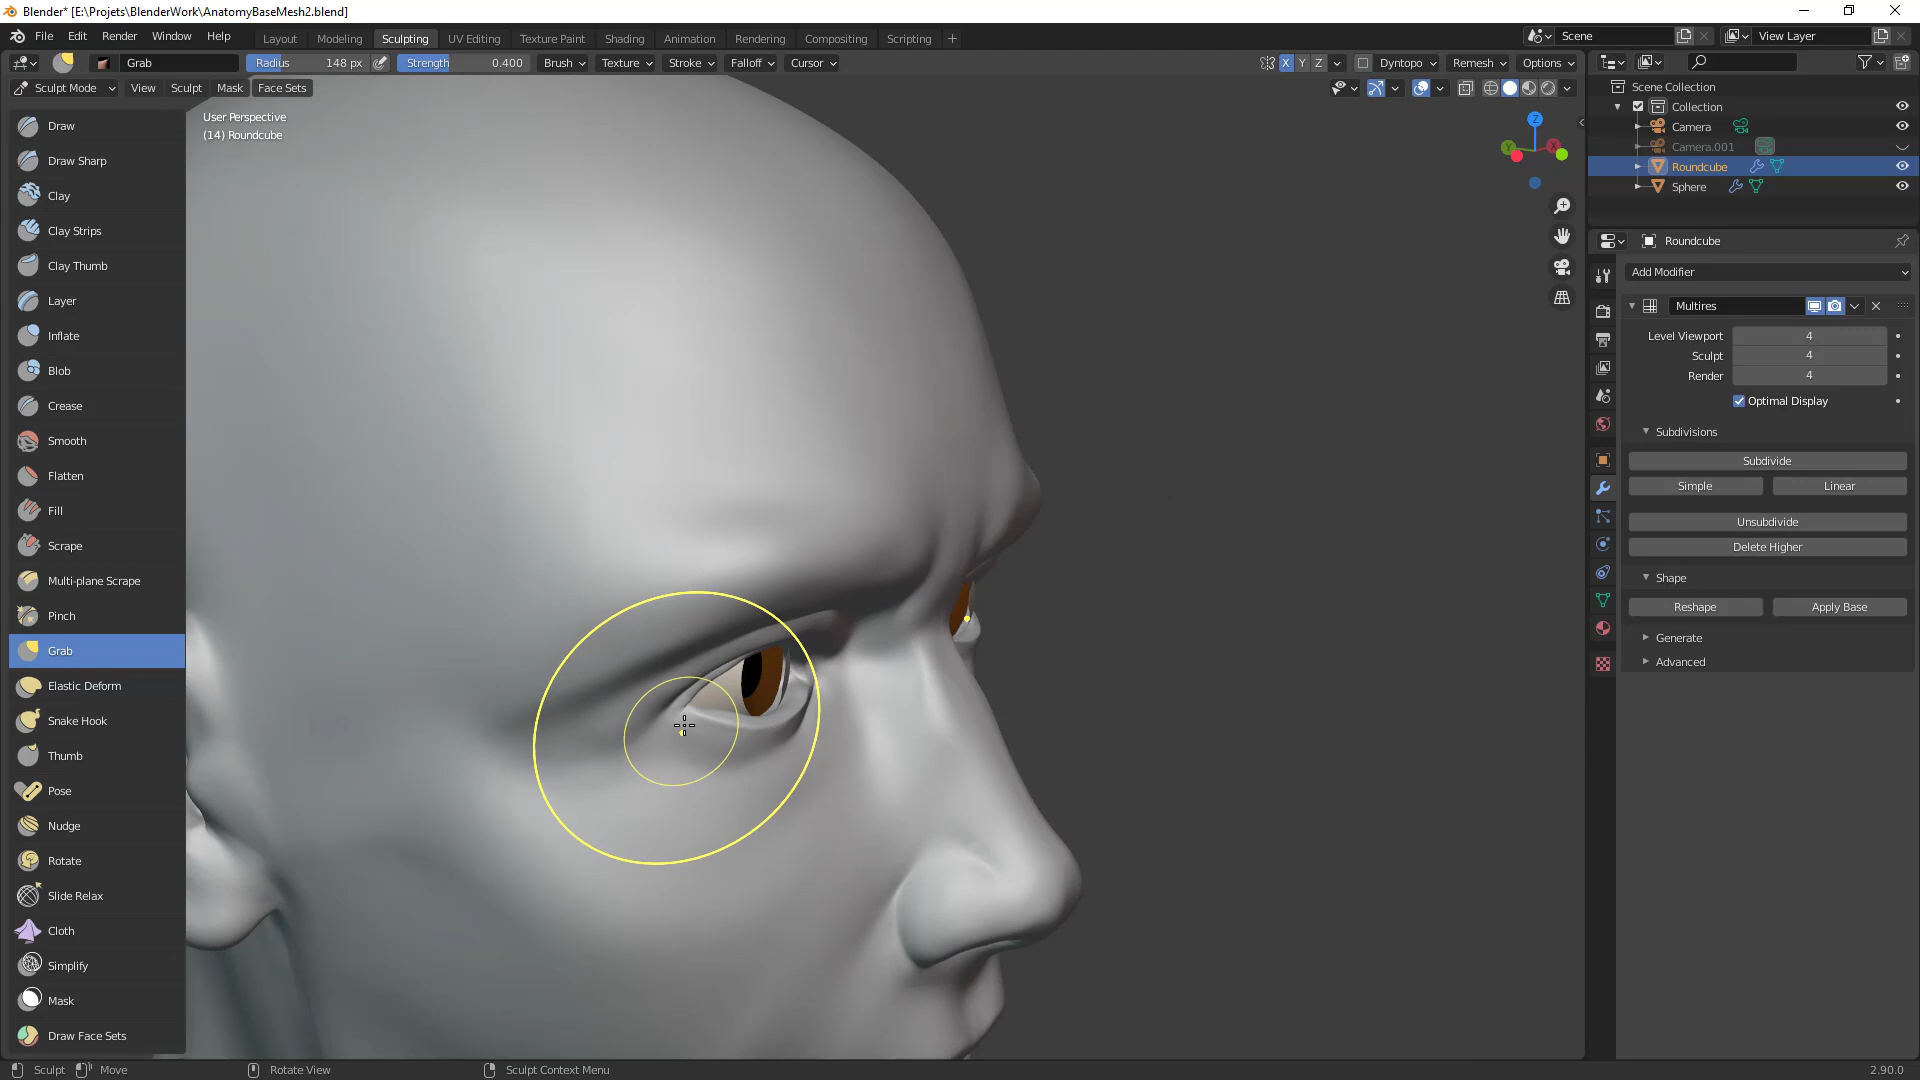 Blender* [E:\Projets\BlenderWork\AnatomyBaseMesh2.blend]
File Edit Render Window Help Layout Modeling Sculpting UV Editing Texture Paint Shading Animation Rendering Compositing Scripting + Scene View Layer
Grab Radius 148 px Strength 0.400 Brush Texture Stroke Falloff Cursor X Y Z Dyntopo Remesh Options
Sculpt Mode View Sculpt Mask Face Sets
User Perspective
(14) Roundcube
Draw
Draw Sharp
Clay
Clay Strips
Clay Thumb
Layer
Inflate
Blob
Crease
Smooth
Flatten
Fill
Scrape
Multi-plane Scrape
Pinch
Grab
Elastic Deform
Snake Hook
Thumb
Pose
Nudge
Rotate
Slide Relax
Cloth
Simplify
Mask
Draw Face Sets
Z
Y
X
Scene Collection
Collection
Camera
Camera.001
Roundcube
Sphere
Roundcube
Add Modifier
Multires
Level Viewport 4
Sculpt 4
Render 4
Optimal Display
Subdivisions
Subdivide
Simple Linear
Unsubdivide
Delete Higher
Shape
Reshape Apply Base
Generate
Advanced
Sculpt Move Rotate View Sculpt Context Menu 2.90.0